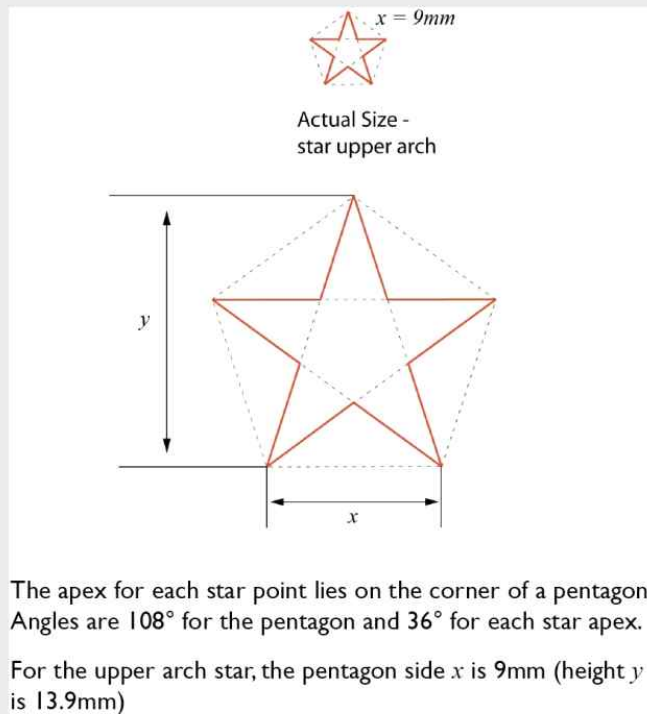 x = 9mm
Actual Size -
star upper arch
y
x
The apex for each star point lies on the corner of a pentagon
Angles are 108° for the pentagon and 36° for each star apex.
For the upper arch star, the pentagon side x is 9mm (height y
is 13.9mm)